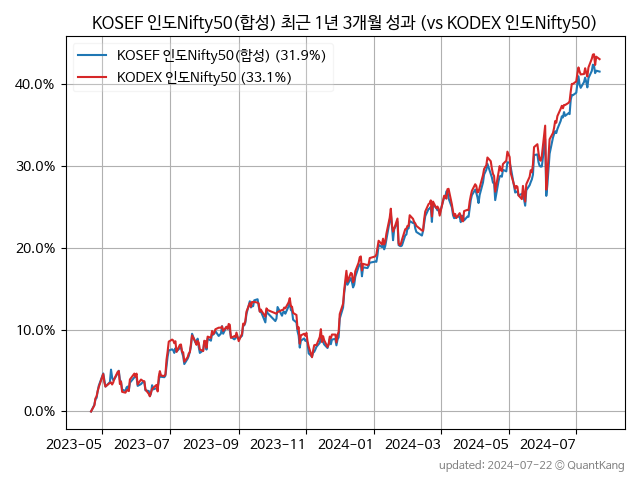 KOSEF 인도Nifty50(합성) 최근 1년 3개월 성과 (vs KODEX 인도Nifty50)
KOSEF 인도Nifty50(합성) (31.9%)
KODEX 인도Nifty50 (33.1%)
40.0%
30.0%
20.0%
10.0%
0.0%
2023-05 2023-07 2023-09 2023-11 2024-01 2024-03 2024-05 2024-07
updated: 2024-07-22 © QuantKang